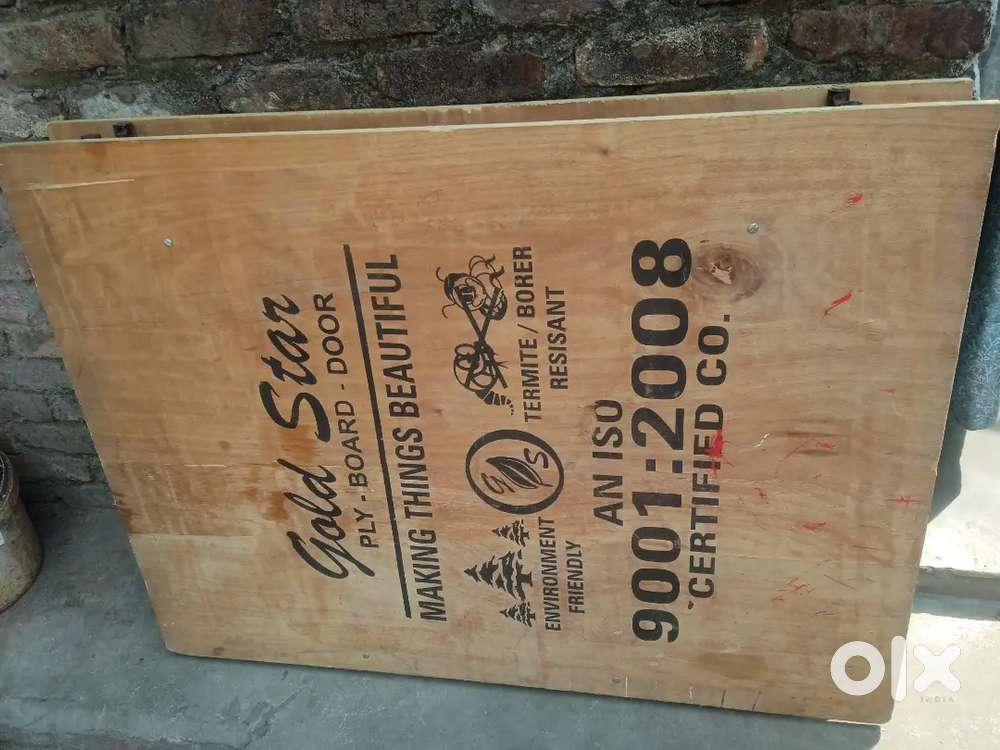 Gold Star
PLY - BOARD - DOOR
MAKING THINGS BEAUTIFUL
ENVIRONMENT
FRIENDLY
G S
TERMITE / BORER
RESISANT
AN ISO
9001:2008
CERTIFIED CO.
olx
INDIA